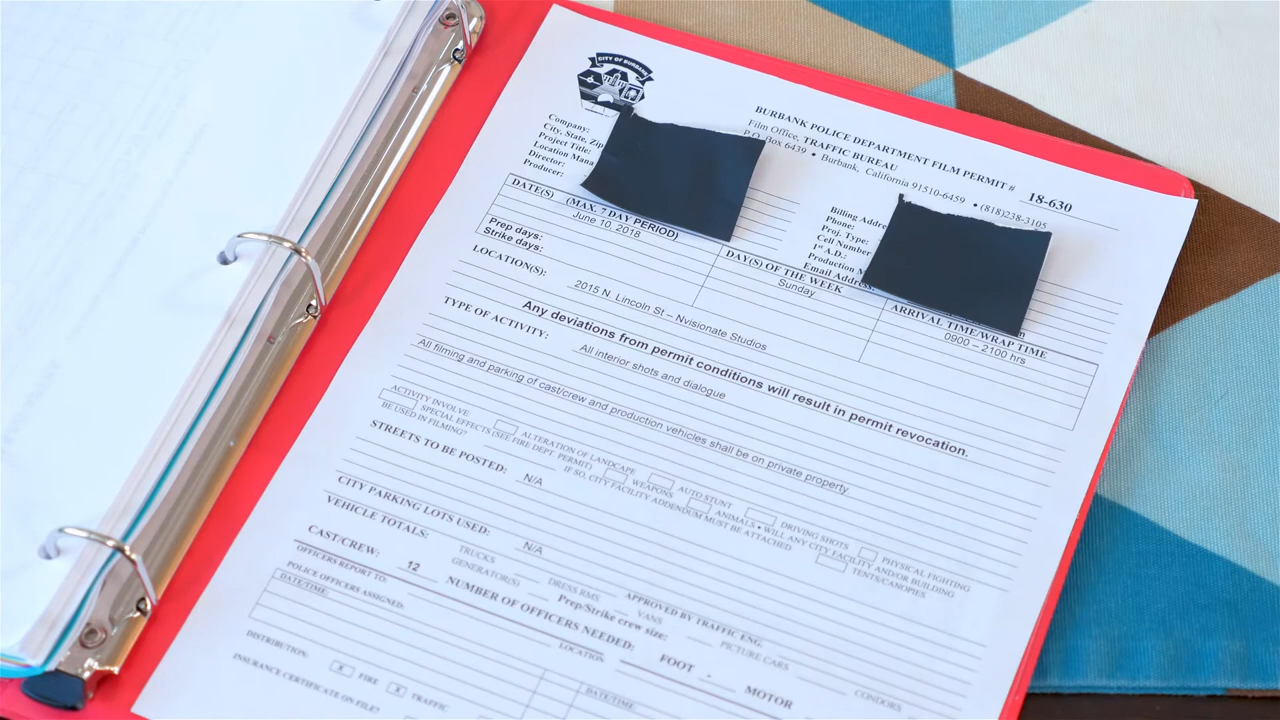 CITY OF BURBANK
BURBANK POLICE DEPARTMENT FILM PERMIT # 18-630
Film Office, TRAFFIC BUREAU
P.O. Box 6439 • Burbank, California 91510-6459 • (818)238-3105
Company:
City, State, Zip
Project Title:
Location Mana
Director:
Producer:
Billing Addre
Phone:
Proj. Type:
Cell Number
1st A.D.:
Production M
Email Address:
DATE(S) (MAX. 7 DAY PERIOD)
June 10, 2018
Prep days:
Strike days:
DAY(S) OF THE WEEK
Sunday
ARRIVAL TIME/WRAP TIME
0900 – 2100 hrs
LOCATION(S):
2015 N. Lincoln St – Nvisionate Studios
Any deviations from permit conditions will result in permit revocation.
TYPE OF ACTIVITY: All interior shots and dialogue
All filming and parking of cast/crew and production vehicles shall be on private property
ACTIVITY INVOLVE ALTERATION OF LANDSCAPE AUTO STUNT DRIVING SHOTS PHYSICAL FIGHTING
SPECIAL EFFECTS (SEE FIRE DEPT. PERMIT) WEAPONS ANIMALS • WILL ANY CITY FACILITY AND/OR BUILDING
BE USED IN FILMING? IF SO, CITY FACILITY ADDENDUM MUST BE ATTACHED TENTS/CANOPIES
STREETS TO BE POSTED: N/A
CITY PARKING LOTS USED: N/A
VEHICLE TOTALS: TRUCKS DRESS RMS VANS PICTURE CARS CONDORS
GENERATOR(S)
CAST/CREW: 12 Prep/Strike crew size: APPROVED BY TRAFFIC ENG.
OFFICERS REPORT TO: NUMBER OF OFFICERS NEEDED: FOOT MOTOR
POLICE OFFICERS ASSIGNED:
DATE/TIME: LOCATION DATE/TIME:
DISTRIBUTION: X FIRE X TRAFFIC
INSURANCE CERTIFICATE ON FILE?